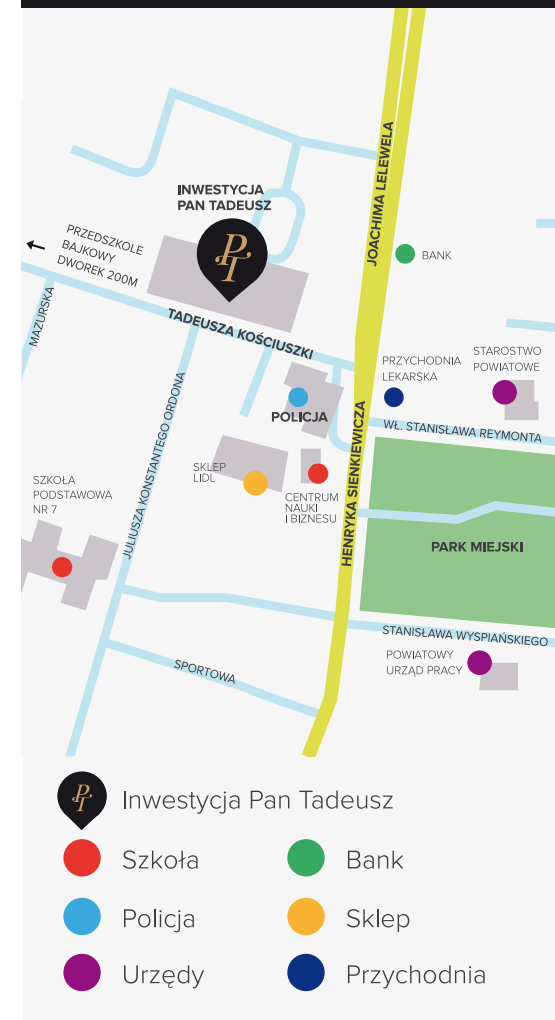 JOACHIMA LELEWELA
INWESTYCJA
PAN TADEUSZ
PT
PRZEDSZKOLE
BAJKOWY
DWOREK 200M
BANK
MAZURSKA
TADEUSZA KOŚCIUSZKI
PRZYCHODNIA
LEKARSKA
STAROSTWO
POWIATOWE
POLICJA
WŁ. STANISŁAWA REYMONTA
JULIUSZA KONSTANTEGO ORDONA
HENRYKA SIENKIEWICZA
SKLEP
LIDL
SZKOŁA
PODSTAWOWA
NR 7
CENTRUM
NAUKI
I BIZNESU
PARK MIEJSKI
STANISŁAWA WYSPIAŃSKIEGO
POWIATOWY
URZĄD PRACY
SPORTOWA
PT
Inwestycja Pan Tadeusz
Szkoła
Bank
Policja
Sklep
Urzędy
Przychodnia